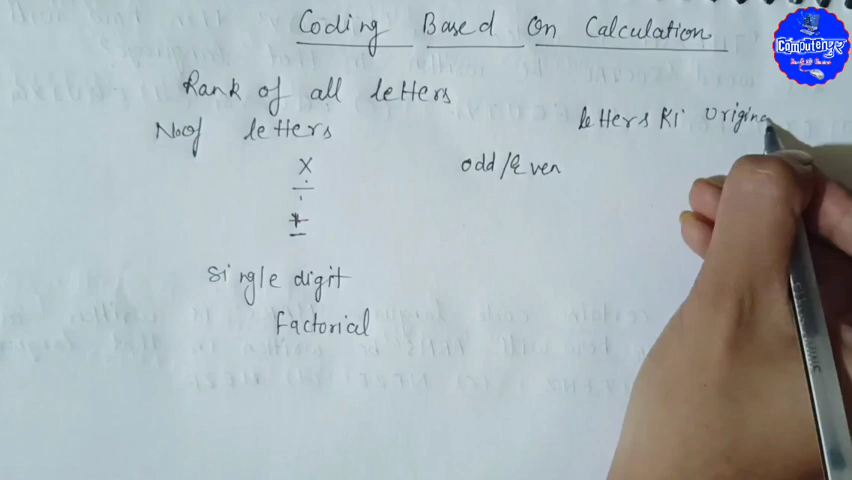 Coding Based On Calculation
Computenzer
Rank of all letters
letters Ki Origina
No.of letters
×
odd/Even
÷
+
-
Single digit
Factorial